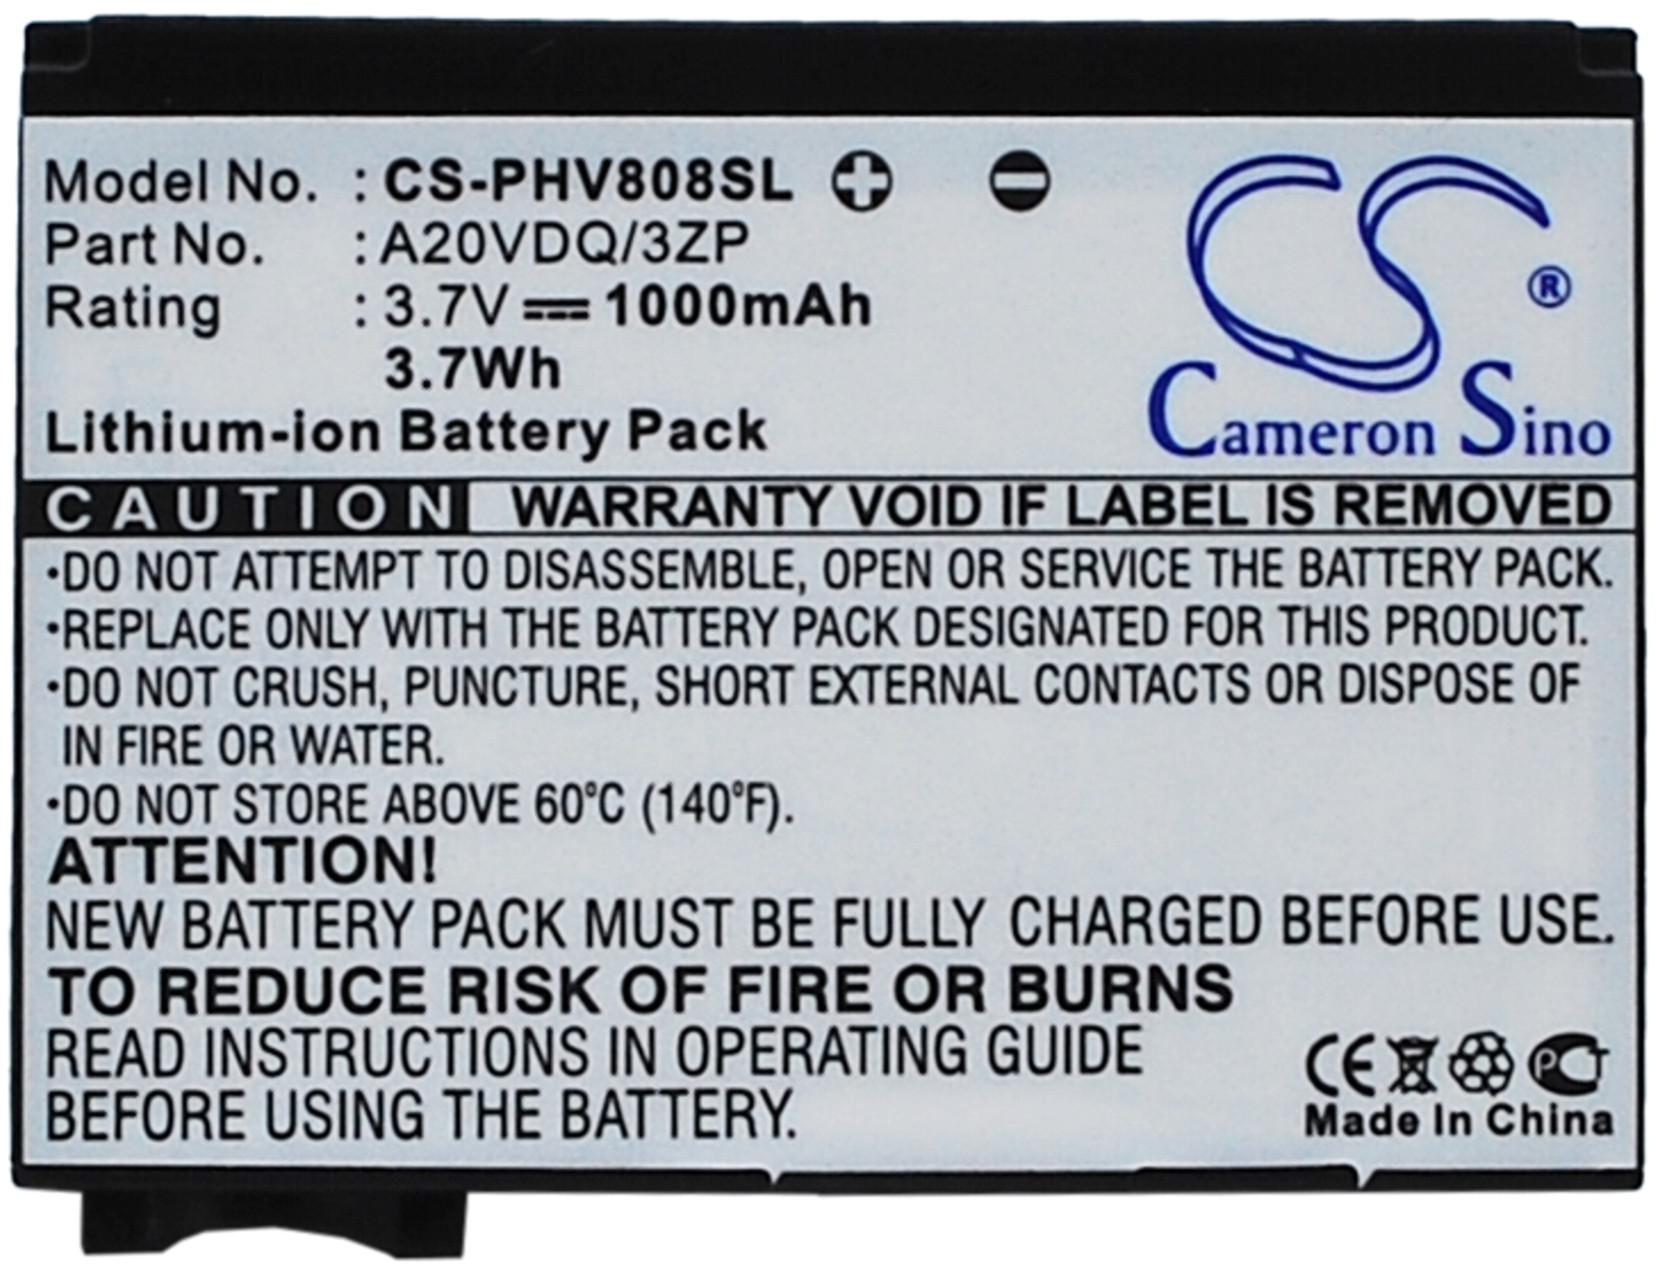 Model No. : CS-PHV808SL
Part No. : A20VDQ/3ZP
Rating : 3.7V 1000mAh
3.7Wh
Lithium-ion Battery Pack
CS ®
Cameron Sino
CAUTION WARRANTY VOID IF LABEL IS REMOVED
•DO NOT ATTEMPT TO DISASSEMBLE, OPEN OR SERVICE THE BATTERY PACK.
•REPLACE ONLY WITH THE BATTERY PACK DESIGNATED FOR THIS PRODUCT.
•DO NOT CRUSH, PUNCTURE, SHORT EXTERNAL CONTACTS OR DISPOSE OF
IN FIRE OR WATER.
•DO NOT STORE ABOVE 60°C (140°F).
ATTENTION!
NEW BATTERY PACK MUST BE FULLY CHARGED BEFORE USE.
TO REDUCE RISK OF FIRE OR BURNS
READ INSTRUCTIONS IN OPERATING GUIDE
BEFORE USING THE BATTERY.
CE PCT
Made In China